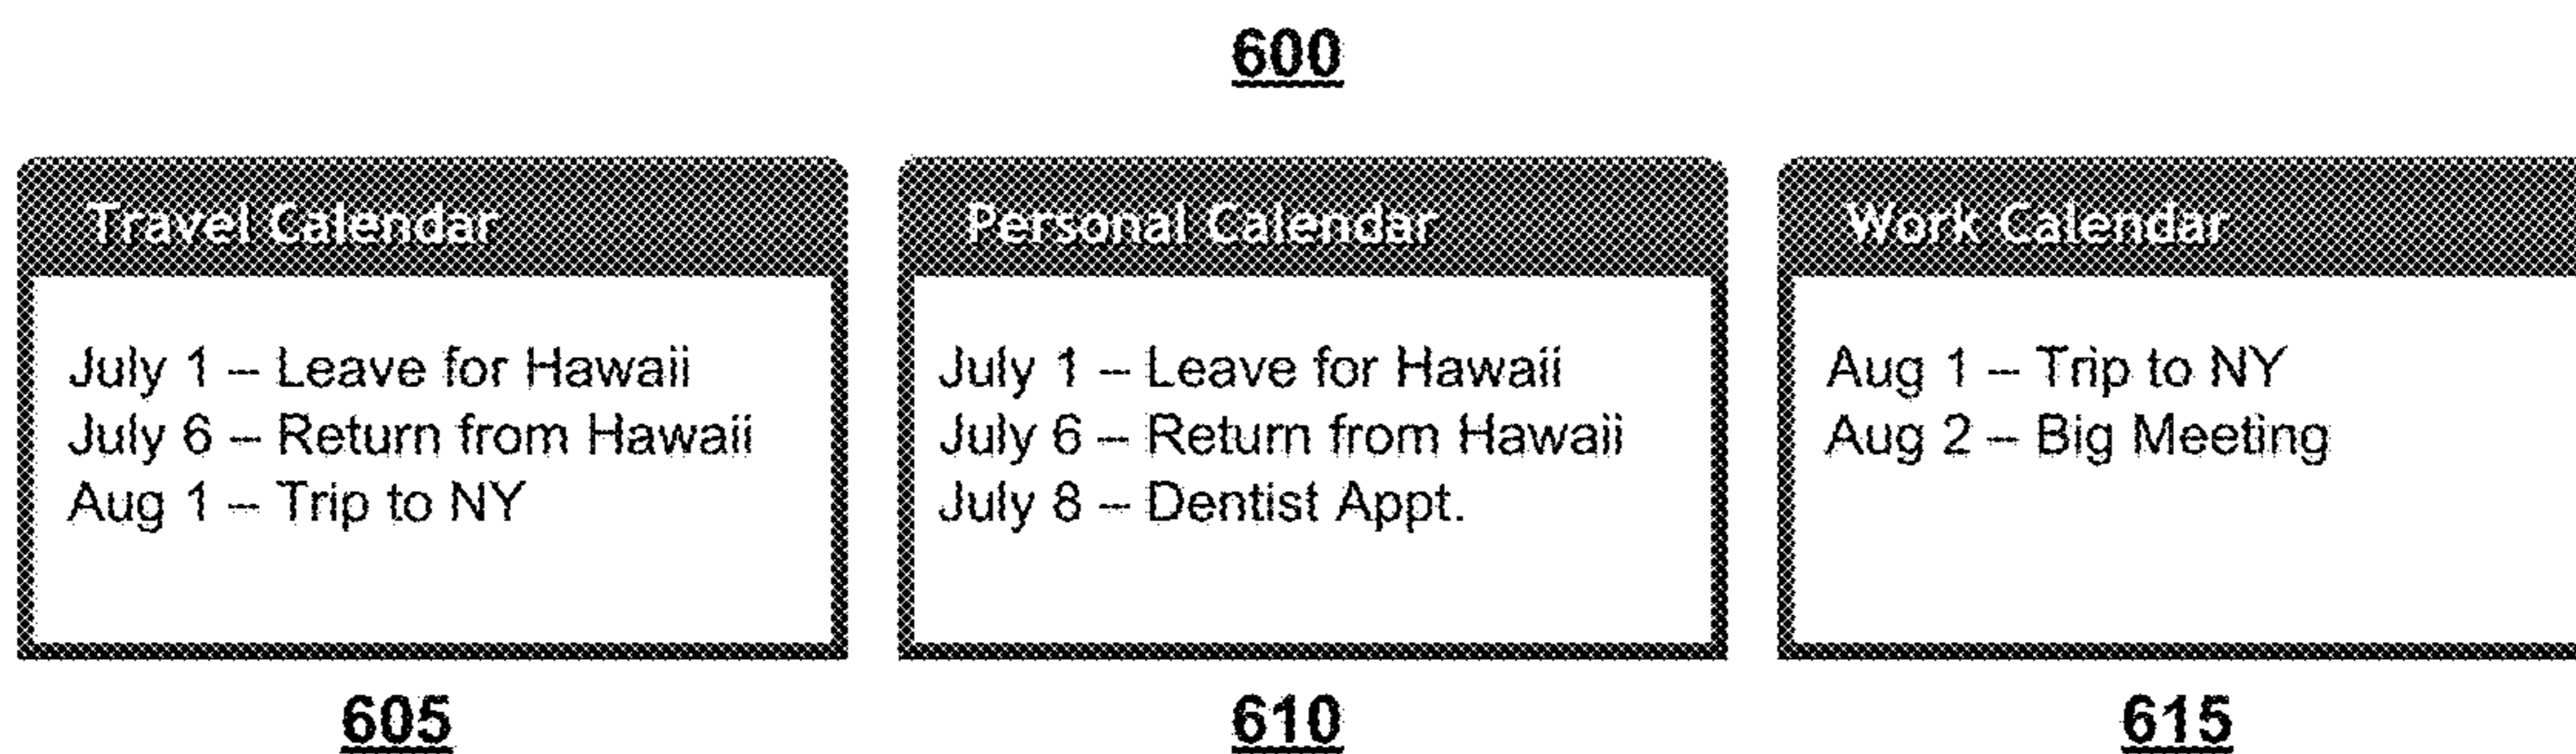 600
Travel Calendar
July 1 – Leave for Hawaii
July 6 – Return from Hawaii
Aug 1 – Trip to NY
605
Personal Calendar
July 1 – Leave for Hawaii
July 6 – Return from Hawaii
July 8 – Dentist Appt.
610
Work Calendar
Aug 1 – Trip to NY
Aug 2 – Big Meeting
615